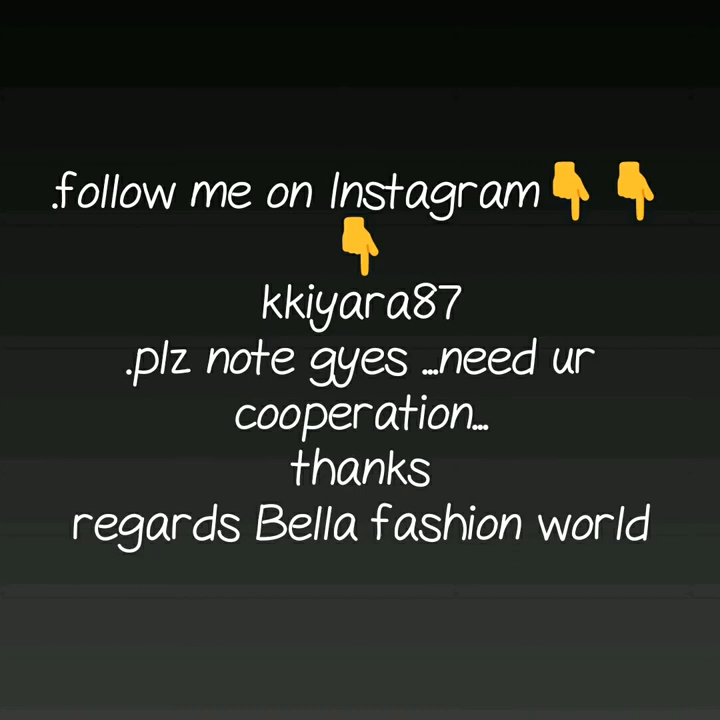 .follow me on Instagram👇 👇
👇
kkiyara87
.plz note gyes ...need ur
cooperation...
thanks
regards Bella fashion world